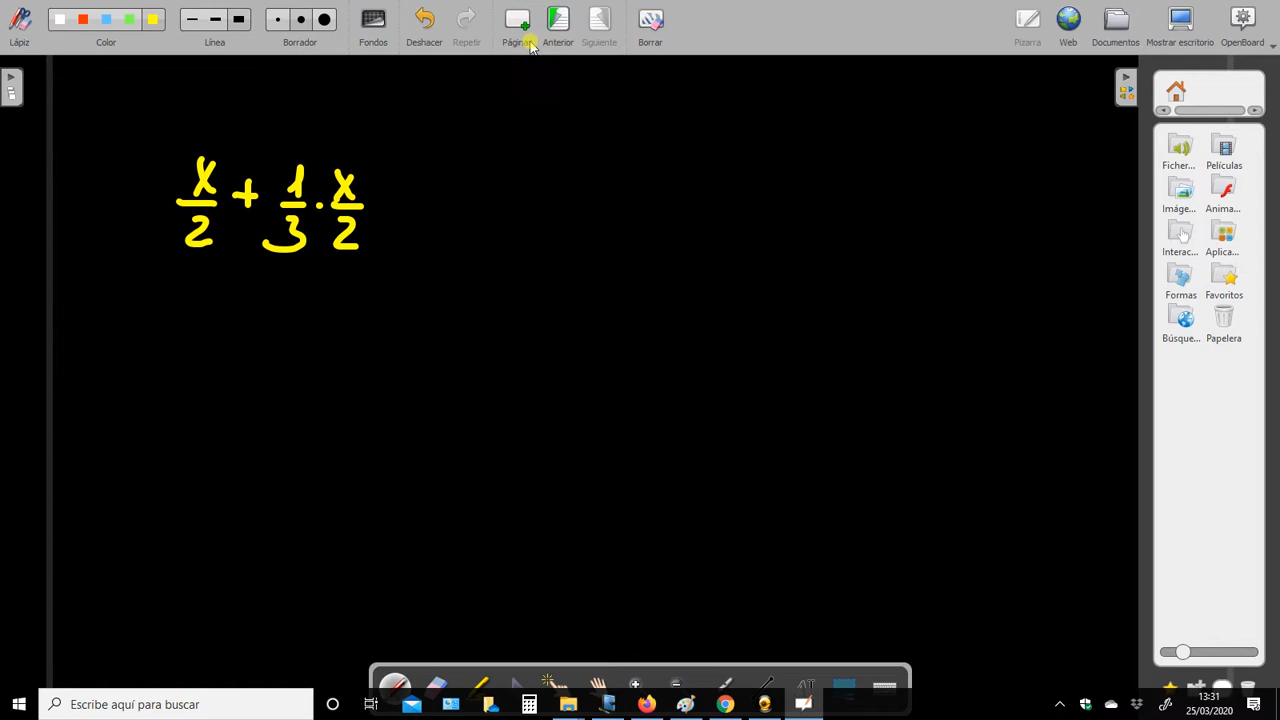 Lápiz
Color
Línea
Borrador
Fondos
Deshacer
Repetir
Páginas
Anterior
Siguiente
Borrar
Pizarra
Web
Documentos
Mostrar escritorio
OpenBoard
x/2 + 1/3 · x/2
Ficher...
Películas
Imáge...
Anima...
Interac...
Aplica...
Formas
Favoritos
Búsque...
Papelera
Escribe aquí para buscar
13:31
25/03/2020